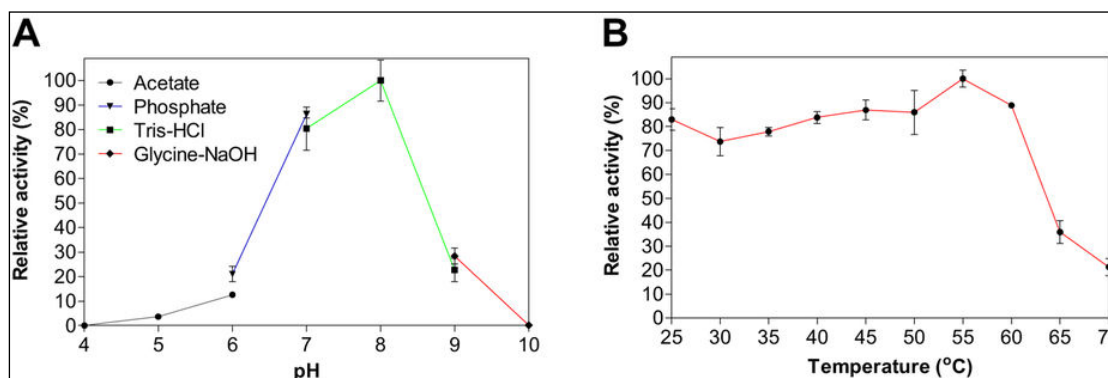 A
Relative activity (%)
100
90
80
70
60
50
40
30
20
10
0
Acetate
Phosphate
Tris-HCl
Glycine-NaOH
4 5 6 7 8 9 10
pH
B
Relative activity (%)
100
90
80
70
60
50
40
30
20
10
0
25 30 35 40 45 50 55 60 65
Temperature (°C)